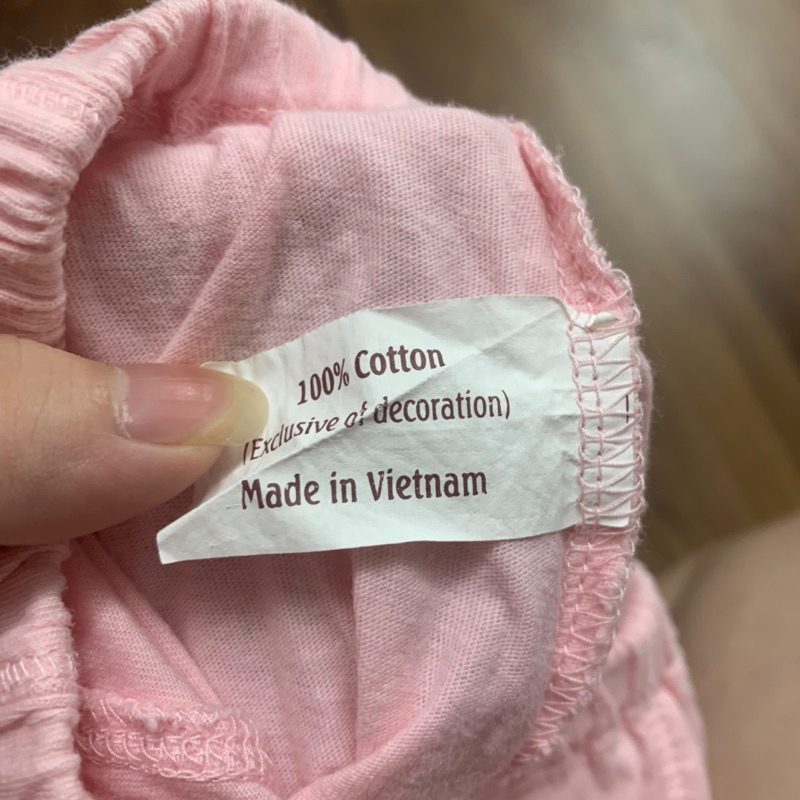 100% Cotton
(Exclusive of decoration)
Made in Vietnam